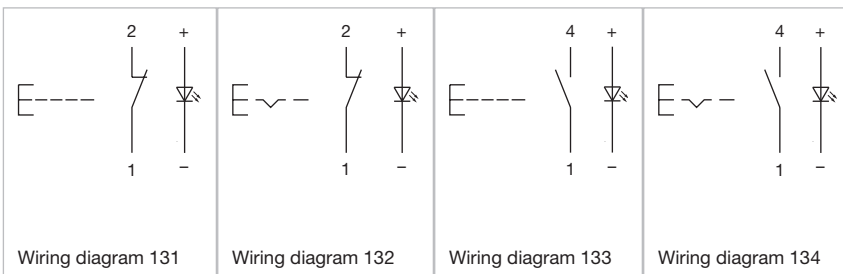 2 +
1 –
Wiring diagram 131
2 +
1 –
Wiring diagram 132
4 +
1 –
Wiring diagram 133
4 +
1 –
Wiring diagram 134